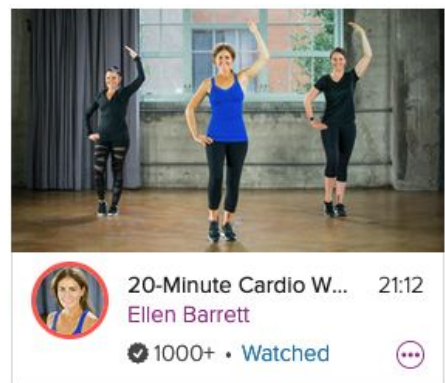 20-Minute Cardio W... 21:12
Ellen Barrett
1000+ • Watched